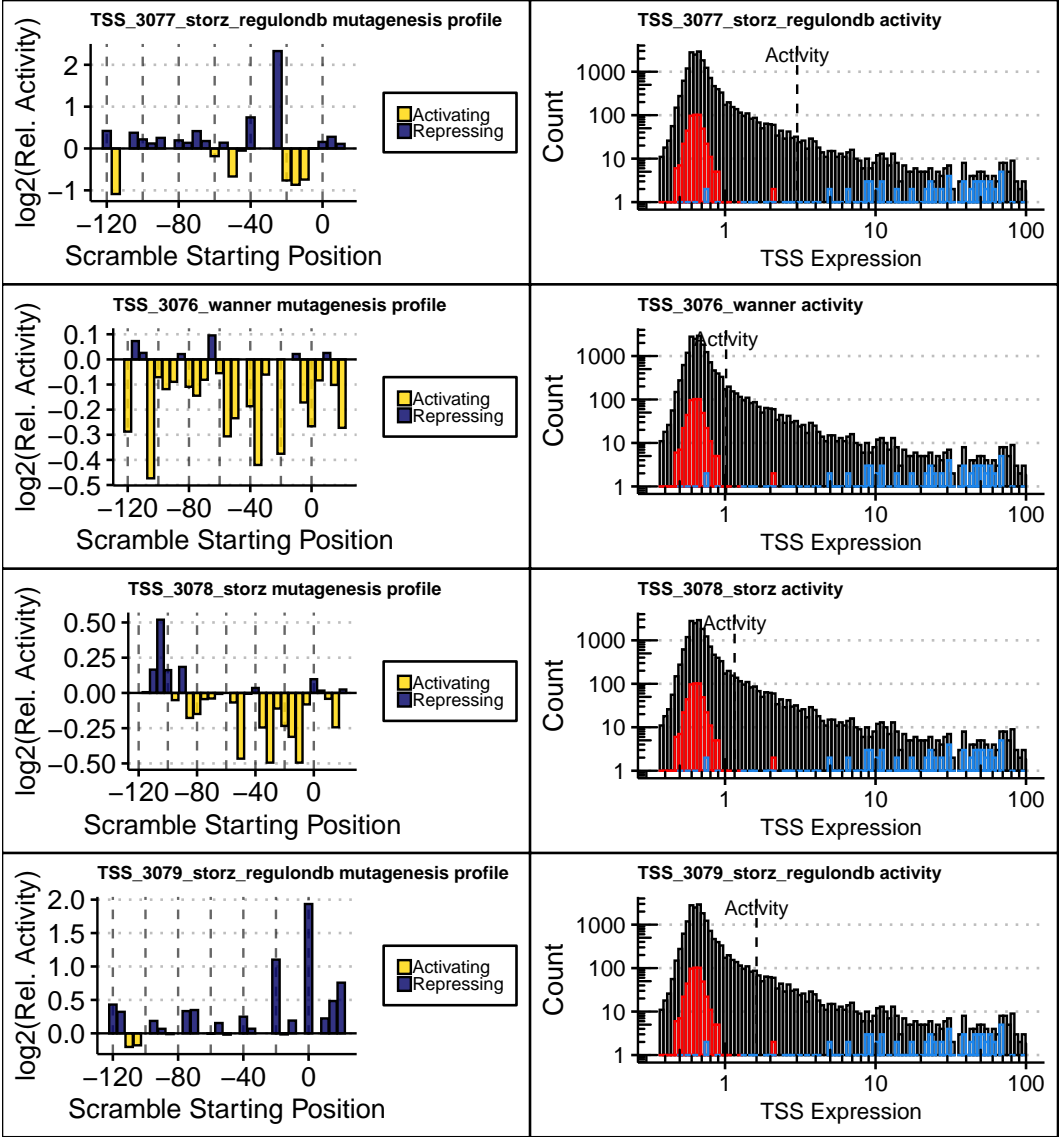 TSS_3077_storz_regulondb mutagenesis profile
log2(Rel. Activity)
2
1
0
−1
−120
−80
−40
0
Scramble Starting Position
Activating
Repressing
TSS_3077_storz_regulondb activity
Activity
Count
1000
100
10
1
1
10
100
TSS Expression
TSS_3076_wanner mutagenesis profile
log2(Rel. Activity)
0.1
0.0
−0.1
−0.2
−0.3
−0.4
−0.5
−120
−80
−40
0
Scramble Starting Position
Activating
Repressing
TSS_3076_wanner activity
Activity
Count
1000
100
10
1
1
10
100
TSS Expression
TSS_3078_storz mutagenesis profile
log2(Rel. Activity)
0.50
0.25
0.00
−0.25
−0.50
−120
−80
−40
0
Scramble Starting Position
Activating
Repressing
TSS_3078_storz activity
Activity
Count
1000
100
10
1
1
10
100
TSS Expression
TSS_3079_storz_regulondb mutagenesis profile
log2(Rel. Activity)
2.0
1.5
1.0
0.5
0.0
−120
−80
−40
0
Scramble Starting Position
Activating
Repressing
TSS_3079_storz_regulondb activity
Activity
Count
1000
100
10
1
1
10
100
TSS Expression